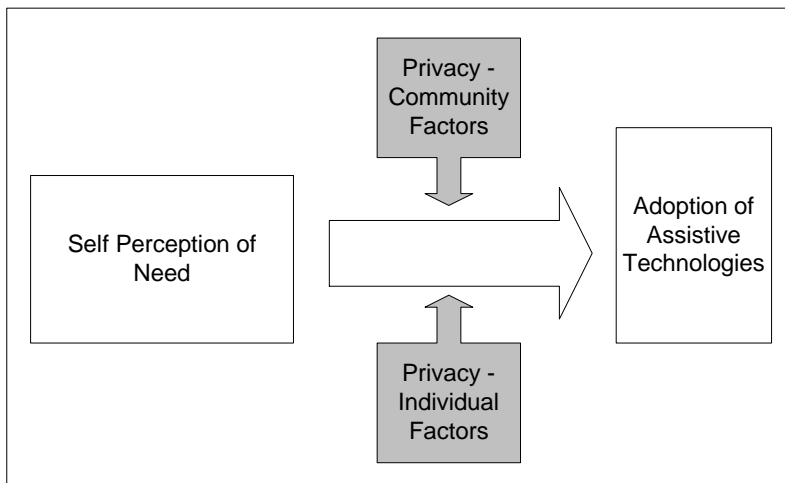 Privacy -
Community
Factors
Self Perception of
Need
Adoption of
Assistive
Technologies
Privacy -
Individual
Factors